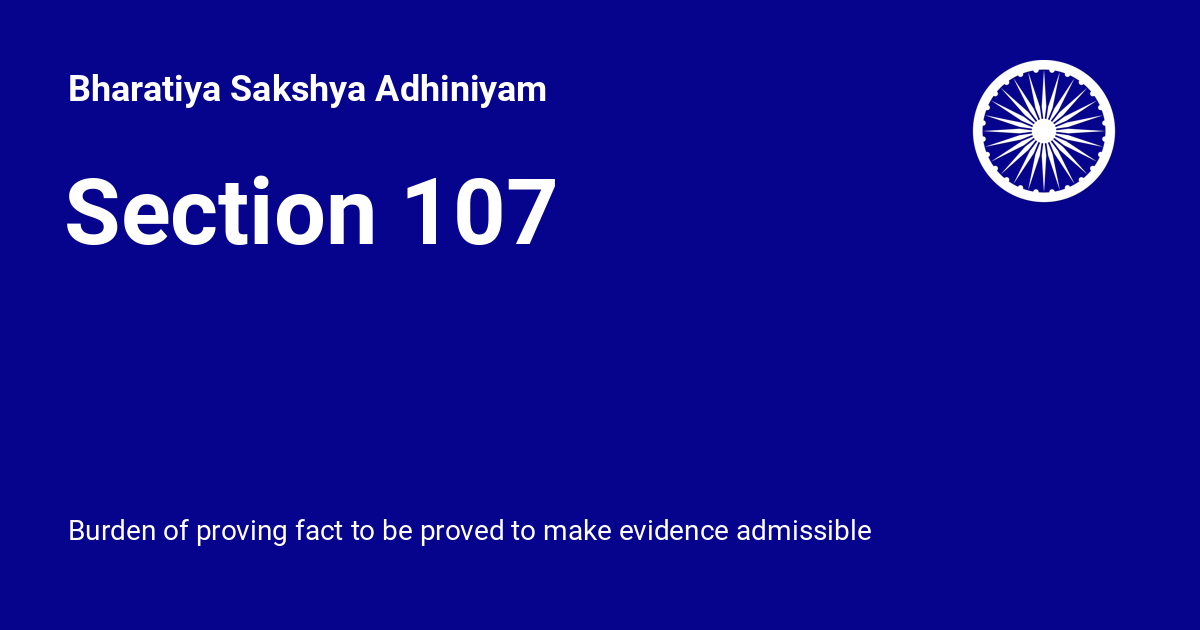 Bharatiya Sakshya Adhiniyam
Section 107
Burden of proving fact to be proved to make evidence admissible